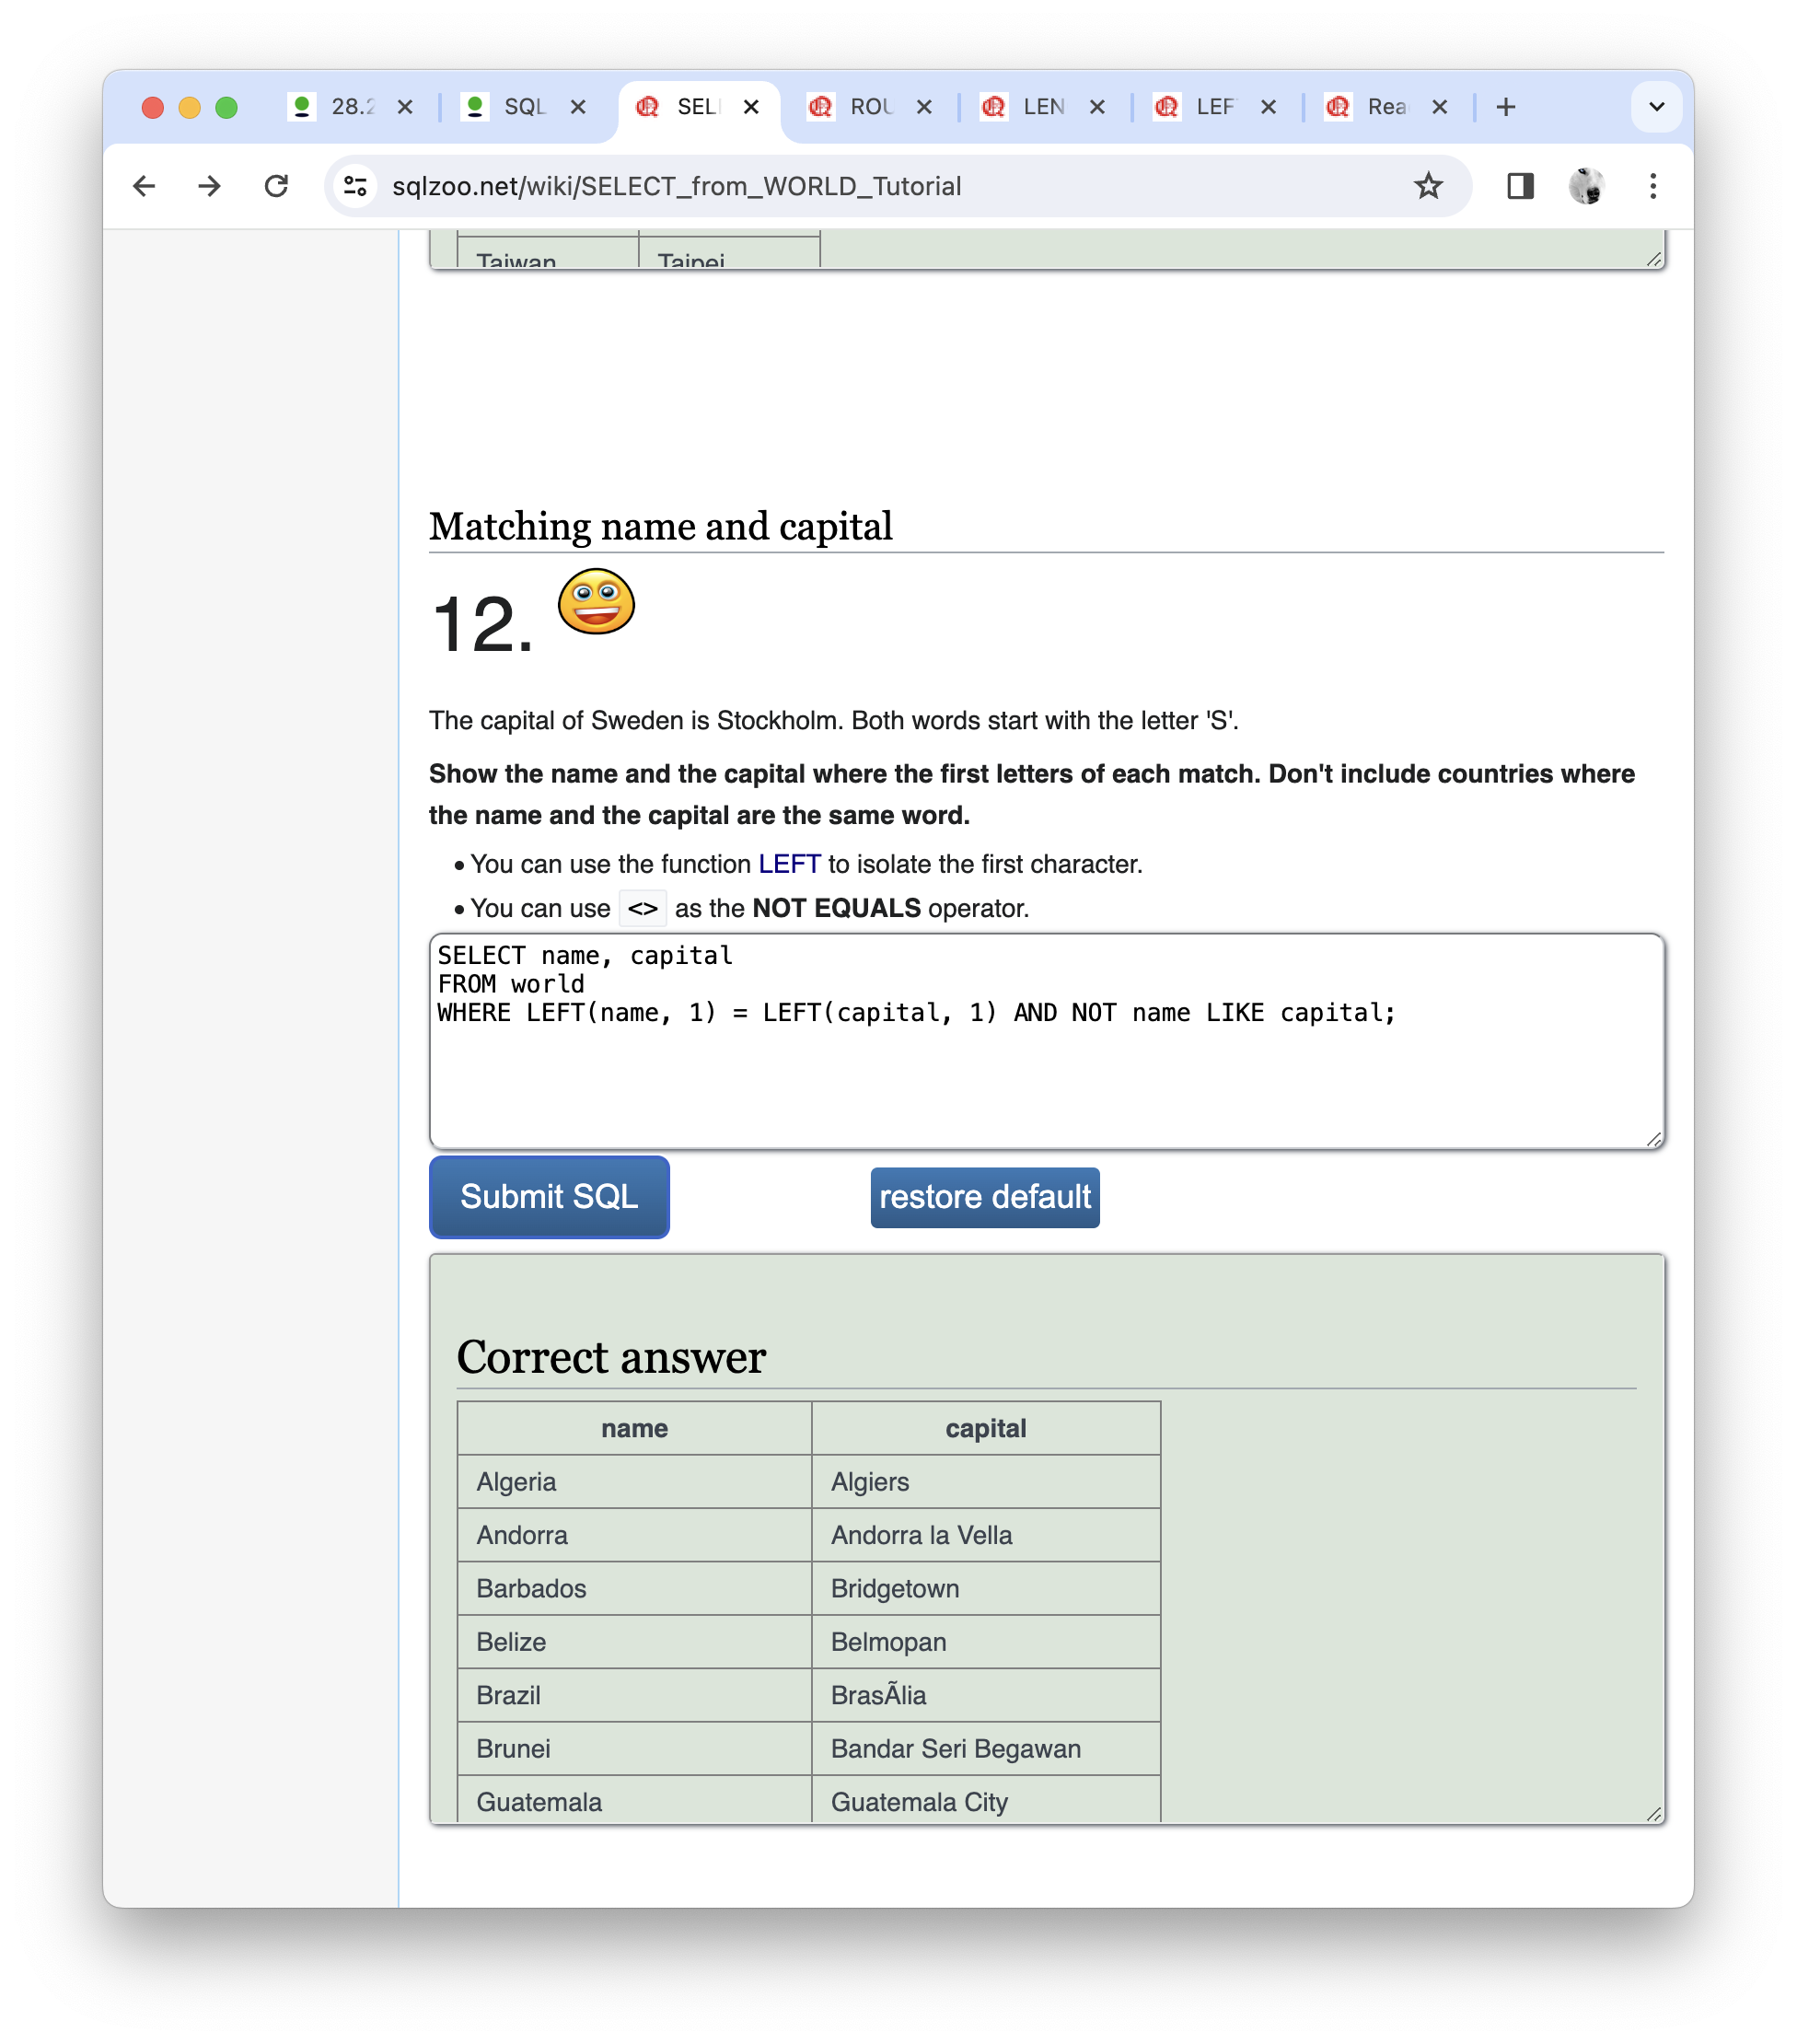 28.2
SQL
SEL
ROU
LEN
LEF
Rea
sqlzoo.net/wiki/SELECT_from_WORLD_Tutorial
Taiwan Taipei
Matching name and capital
12.
The capital of Sweden is Stockholm. Both words start with the letter 'S'.
Show the name and the capital where the first letters of each match. Don't include countries where
the name and the capital are the same word.
• You can use the function LEFT to isolate the first character.
• You can use <> as the NOT EQUALS operator.
SELECT name, capital
FROM world
WHERE LEFT(name, 1) = LEFT(capital, 1) AND NOT name LIKE capital;
Submit SQL restore default
Correct answer
name capital
Algeria Algiers
Andorra Andorra la Vella
Barbados Bridgetown
Belize Belmopan
Brazil BrasÃlia
Brunei Bandar Seri Begawan
Guatemala Guatemala City